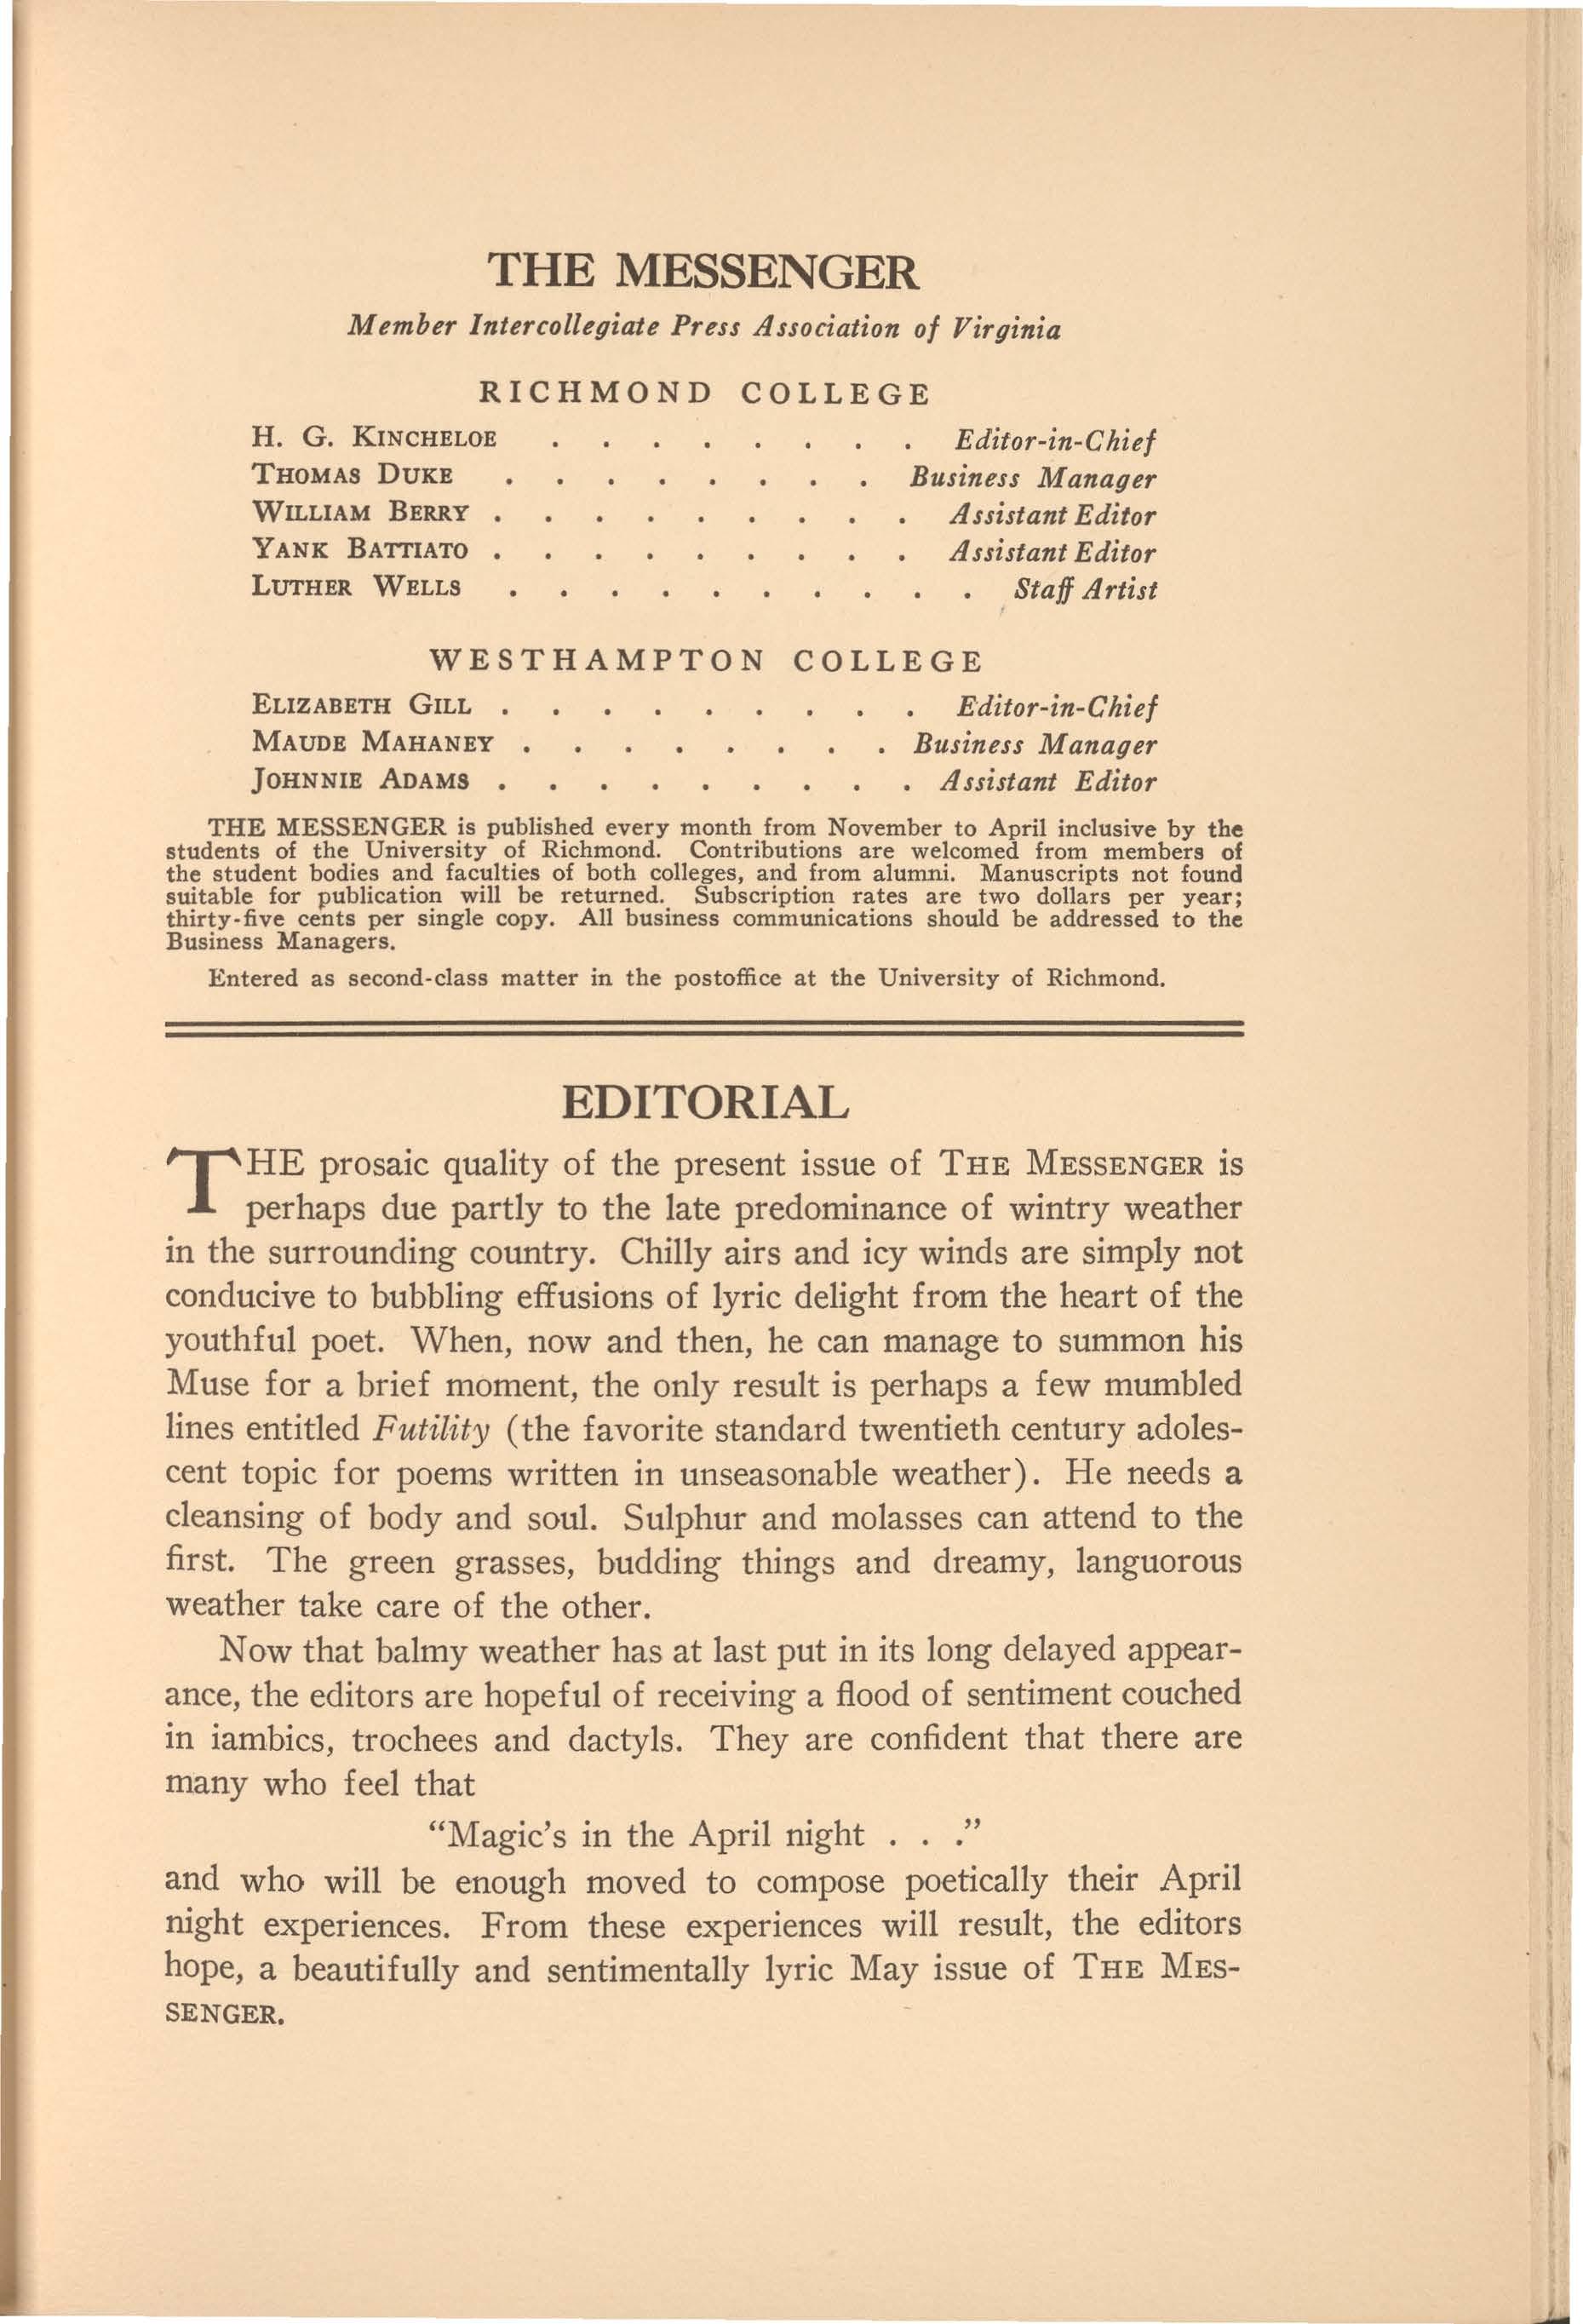 THE MESSENGER
Member Intercollegiate Press Association of Virginia
RICHMOND COLLEGE
H. G. KINCHELOE . . . . . . . . Editor-in-Chief
THOMAS DUKE . . . . . . . . Business Manager
WILLIAM BERRY . . . . . . . . . Assistant Editor
YANK BATTIATO . . . . . . . . . Assistant Editor
LUTHER WELLS . . . . . . . . . . Staff Artist
WESTHAMPTON COLLEGE
ELIZABETH GILL . . . . . . . . . Editor-in-Chief
MAUDE MAHANEY . . . . . . . . Business Manager
JOHNNIE ADAMS . . . . . . . . . Assistant Editor
THE MESSENGER is published every month from November to April inclusive by the
students of the University of Richmond. Contributions are welcomed from members of
the student bodies and faculties of both colleges, and from alumni. Manuscripts not found
suitable for publication will be returned. Subscription rates are two dollars per year;
thirty-five cents per single copy. All business communications should be addressed to the
Business Managers.
Entered as second-class matter in the postoffice at the University of Richmond.
EDITORIAL
THE prosaic quality of the present issue of THE MESSENGER is
perhaps due partly to the late predominance of wintry weather
in the surrounding country. Chilly airs and icy winds are simply not
conducive to bubbling effusions of lyric delight from the heart of the
youthful poet. When, now and then, he can manage to summon his
Muse for a brief moment, the only result is perhaps a few mumbled
lines entitled Futility (the favorite standard twentieth century adoles-
cent topic for poems written in unseasonable weather). He needs a
cleansing of body and soul. Sulphur and molasses can attend to the
first. The green grasses, budding things and dreamy, languorous
weather take care of the other.
Now that balmy weather has at last put in its long delayed appear-
ance, the editors are hopeful of receiving a flood of sentiment couched
in iambics, trochees and dactyls. They are confident that there are
many who feel that
“Magic's in the April night . . .”
and who will be enough moved to compose poetically their April
night experiences. From these experiences will result, the editors
hope, a beautifully and sentimentally lyric May issue of THE MES-
SENGER.